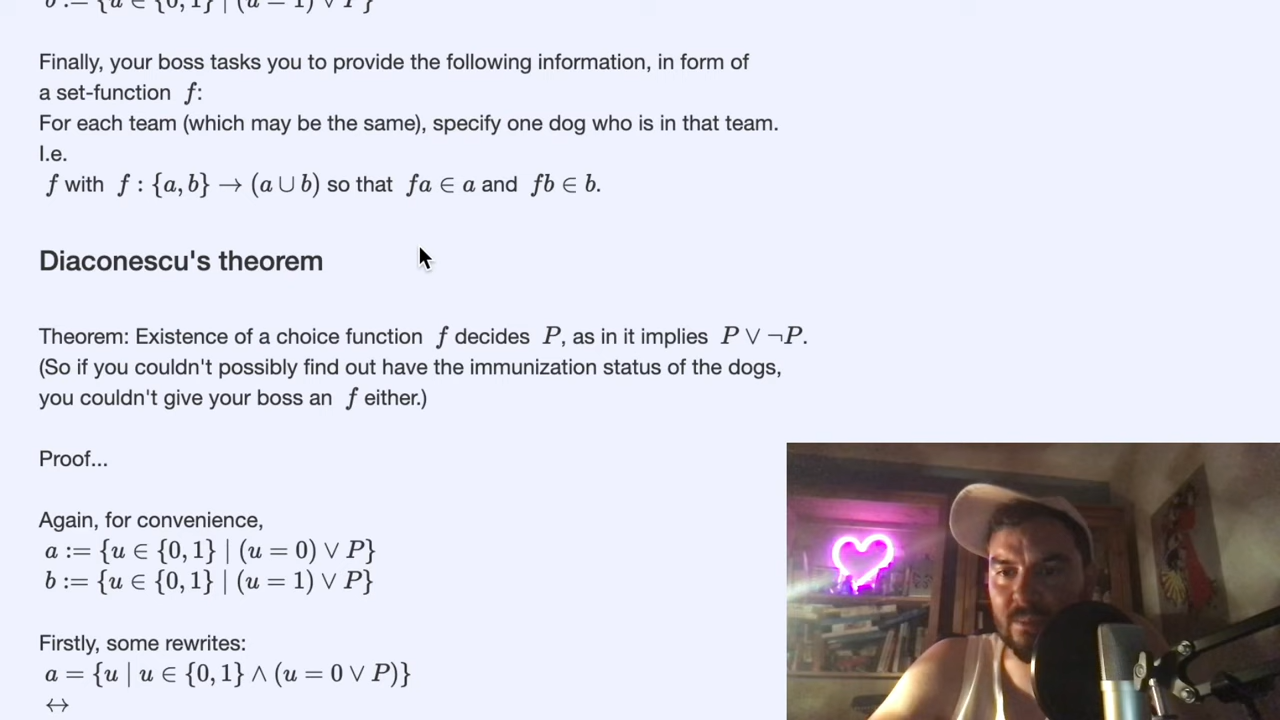 b := {u ∈ {0, 1} | (u = 1) ∨ P}
Finally, your boss tasks you to provide the following information, in form of
a set-function f:
For each team (which may be the same), specify one dog who is in that team.
I.e.
f with f : {a, b} → (a ∪ b) so that fa ∈ a and fb ∈ b.
Diaconescu's theorem
Theorem: Existence of a choice function f decides P, as in it implies P ∨ ¬P.
(So if you couldn't possibly find out have the immunization status of the dogs,
you couldn't give your boss an f either.)
Proof...
Again, for convenience,
a := {u ∈ {0, 1} | (u = 0) ∨ P}
b := {u ∈ {0, 1} | (u = 1) ∨ P}
Firstly, some rewrites:
a = {u | u ∈ {0, 1} ∧ (u = 0 ∨ P)}
↔